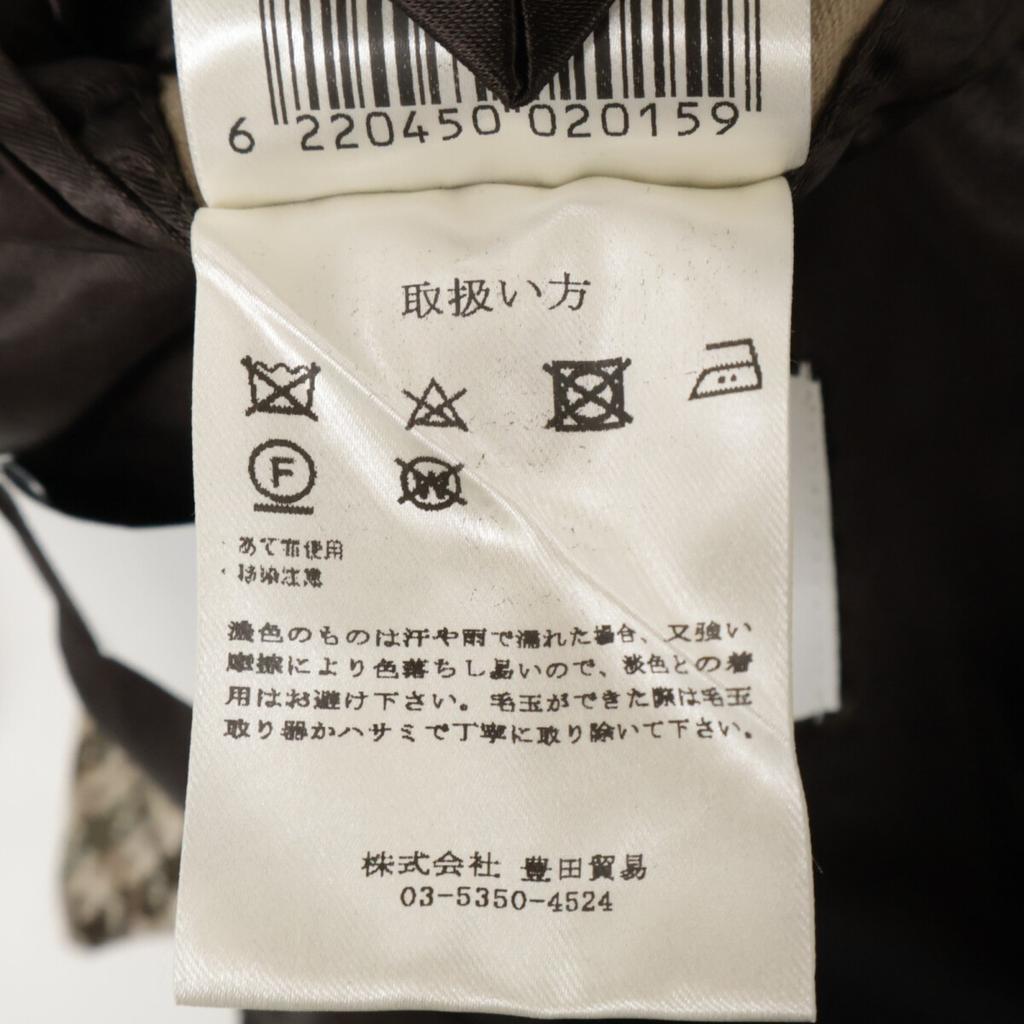 6 220450 020159
取扱い方
F
W
あて布使用
・移染注意
濃色のものは汗や雨で濡れた場合、又強い
摩擦により色落ちし易いので、淡色との着
用はお避け下さい。毛玉ができた際は毛玉
取り器かハサミで丁寧に取り除いて下さい。
株式会社 豊田貿易
03-5350-4524